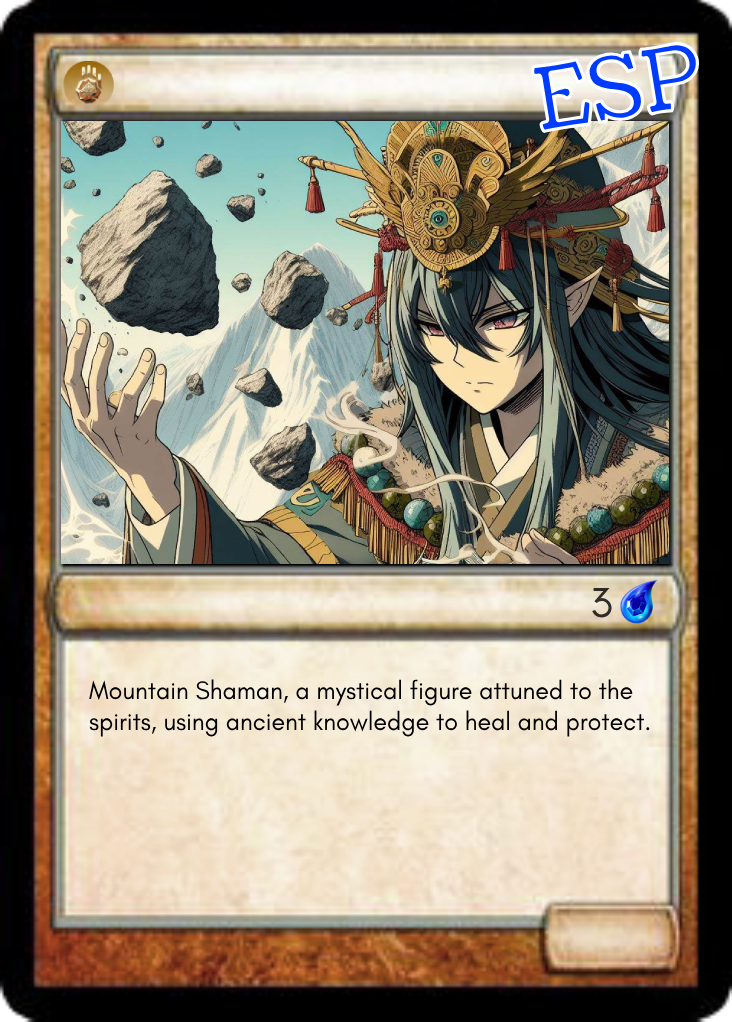 ESP
3
Mountain Shaman, a mystical figure attuned to the
spirits, using ancient knowledge to heal and protect.